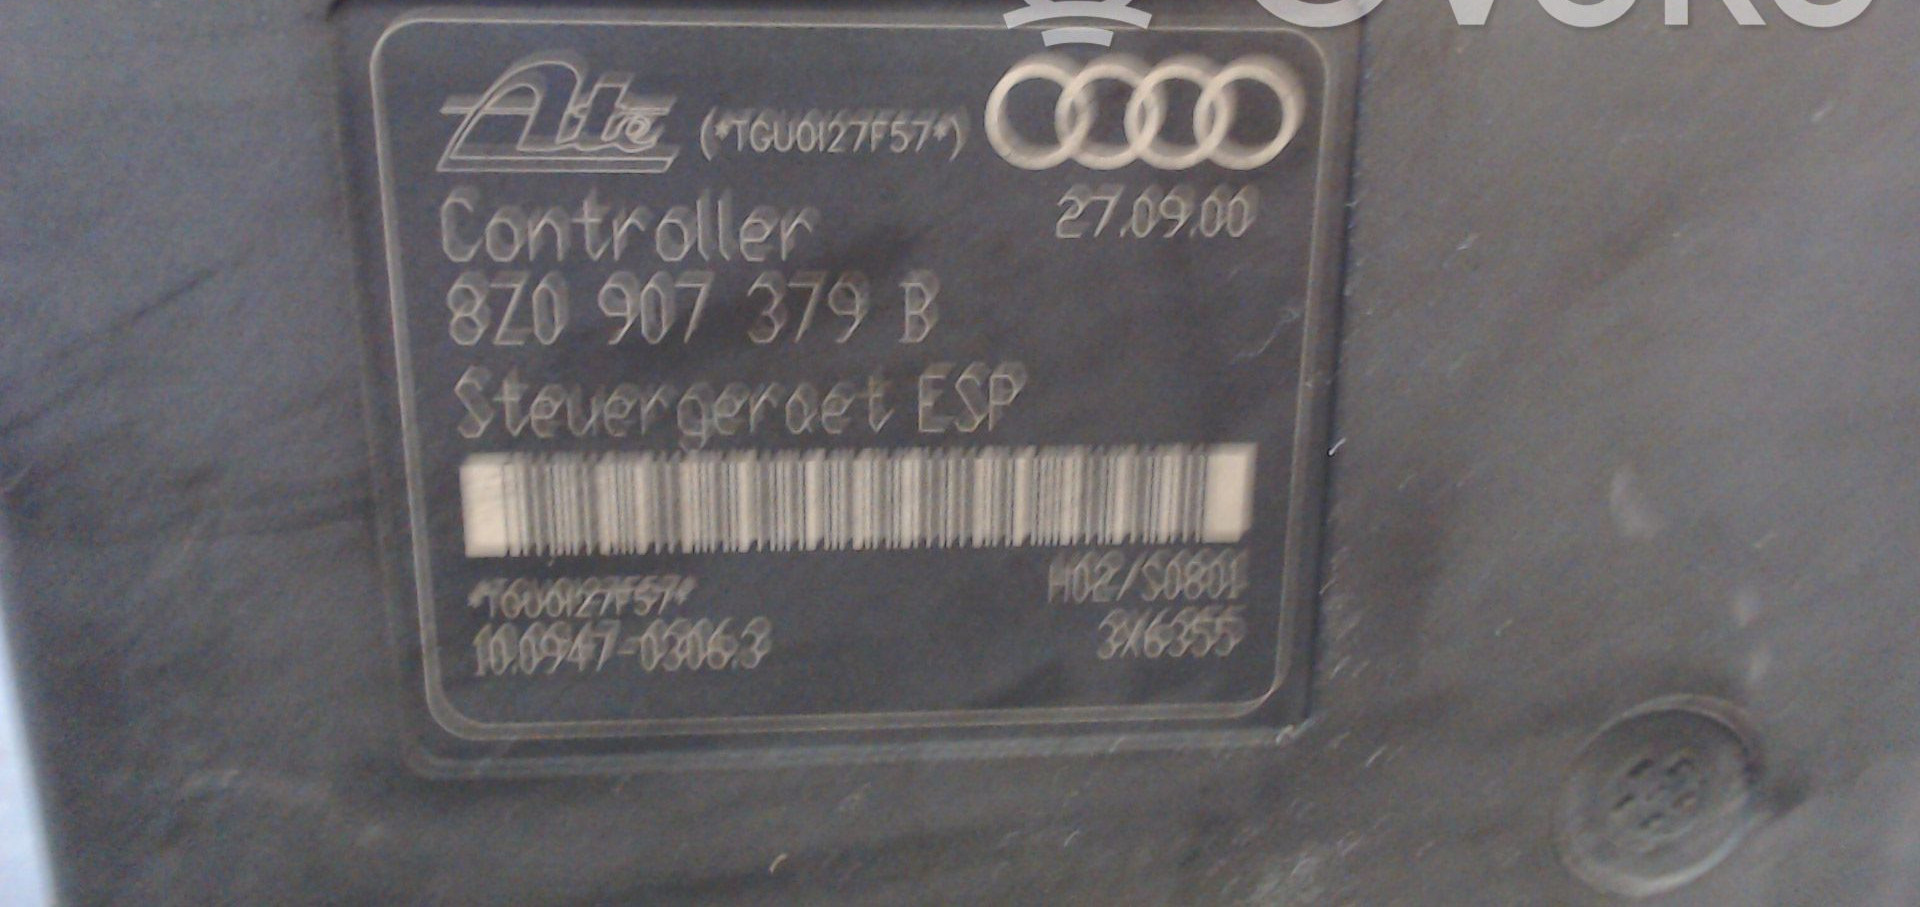 Ate (*TGU0127F57*)
27.09.00
Controller
8Z0 907 379 B
Steuergeraet ESP
*TGU0127F57*
H02/S0801
10.0947-0306.3
3X6355